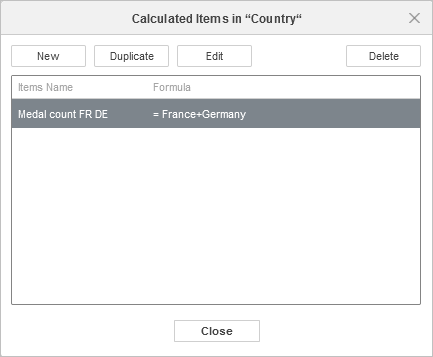 Calculated Items in “Country“
New Duplicate Edit Delete
Items Name Formula
Medal count FR DE = France+Germany
Close